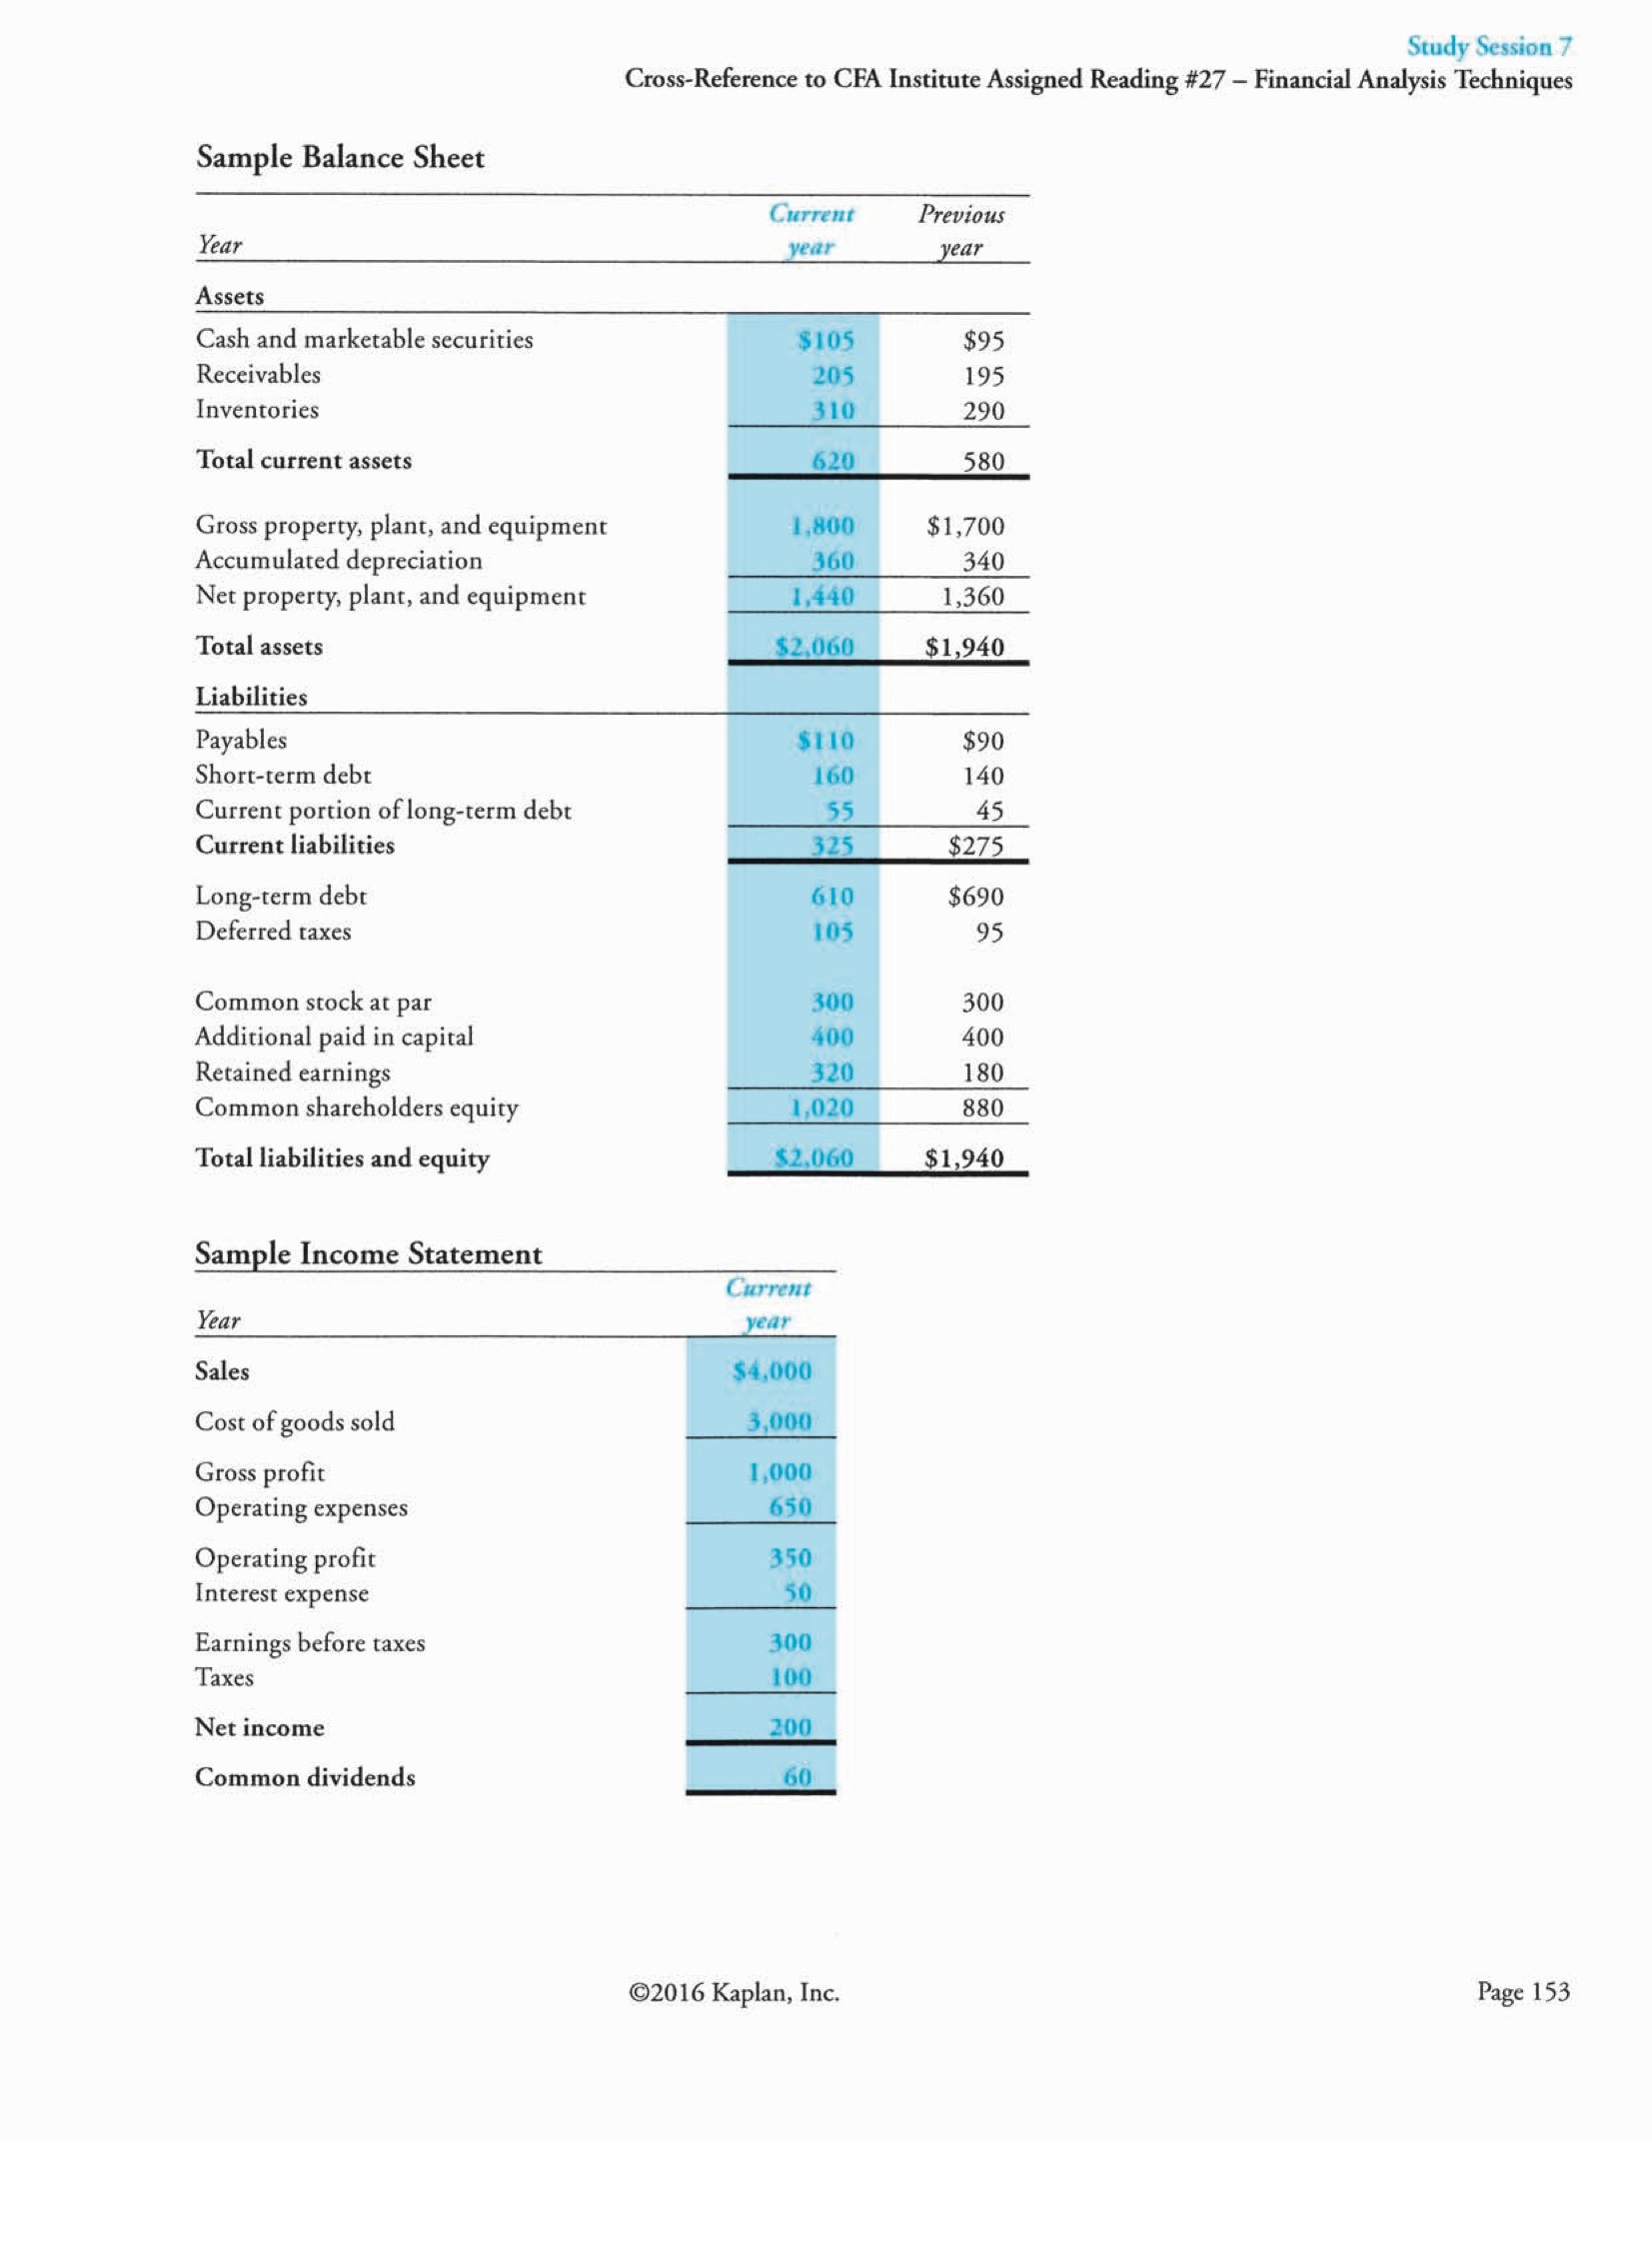 Study Session 7
Cross-Reference to CFA Institute Assigned Reading #27 – Financial Analysis Techniques
Sample Balance Sheet
Current Previous
Year year year
Assets
Cash and marketable securities $105 $95
Receivables 205 195
Inventories 310 290
Total current assets 620 580
Gross property, plant, and equipment 1,800 $1,700
Accumulated depreciation 360 340
Net property, plant, and equipment 1,440 1,360
Total assets $2,060 $1,940
Liabilities
Payables $110 $90
Short-term debt 160 140
Current portion of long-term debt 55 45
Current liabilities 325 $275
Long-term debt 610 $690
Deferred taxes 105 95
Common stock at par 300 300
Additional paid in capital 400 400
Retained earnings 320 180
Common shareholders equity 1,020 880
Total liabilities and equity $2,060 $1,940
Sample Income Statement
Current
Year year
Sales $4,000
Cost of goods sold 3,000
Gross profit 1,000
Operating expenses 650
Operating profit 350
Interest expense 50
Earnings before taxes 300
Taxes 100
Net income 200
Common dividends 60
©2016 Kaplan, Inc. Page 153